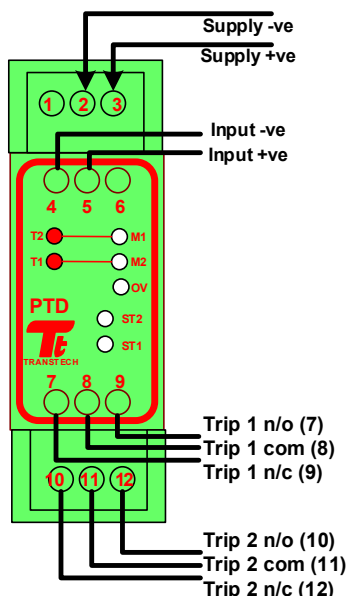 Supply -ve
Supply +ve
1 2 3
Input -ve
Input +ve
4 5 6
T2 M1
T1 M2
OV
PTD
ST2
ST1
Tt
TRANSTECH
7 8 9
Trip 1 n/o (7)
Trip 1 com (8)
Trip 1 n/c (9)
10 11 12
Trip 2 n/o (10)
Trip 2 com (11)
Trip 2 n/c (12)